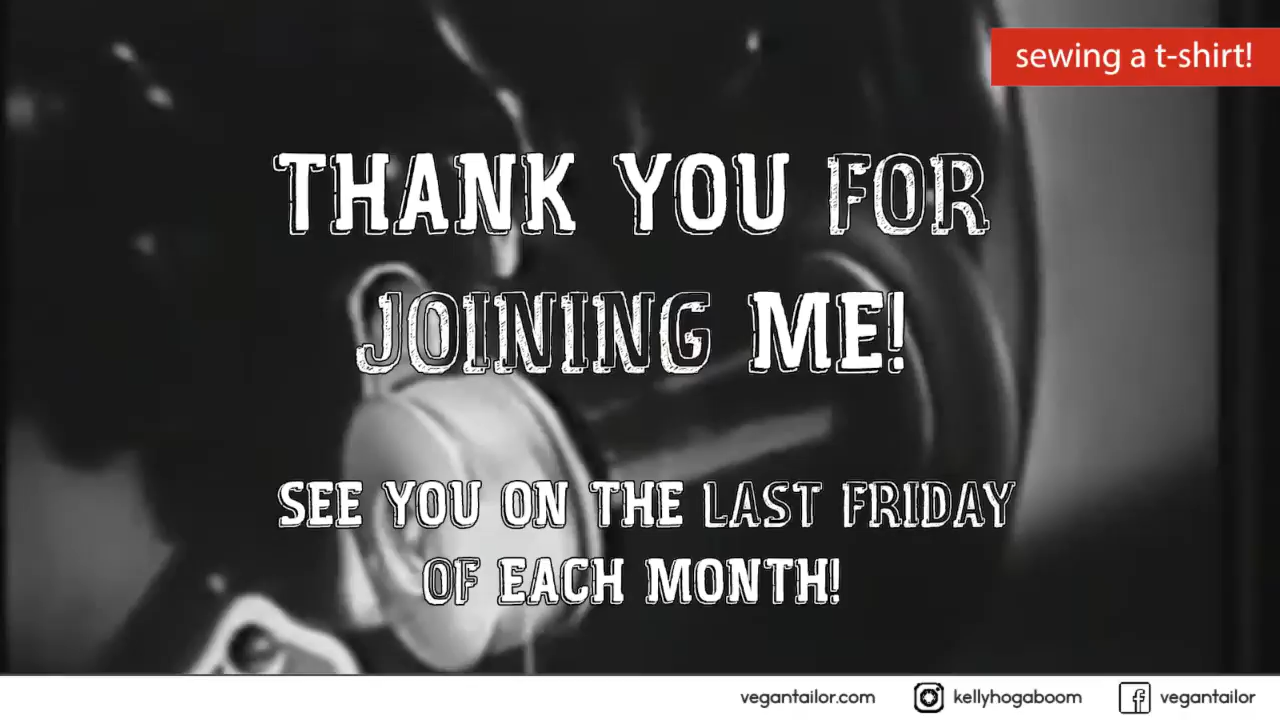 sewing a t-shirt!
THANK YOU FOR
JOINING ME!
SEE YOU ON THE LAST FRIDAY
OF EACH MONTH!
vegantailor.com kellyhogaboom vegantailor